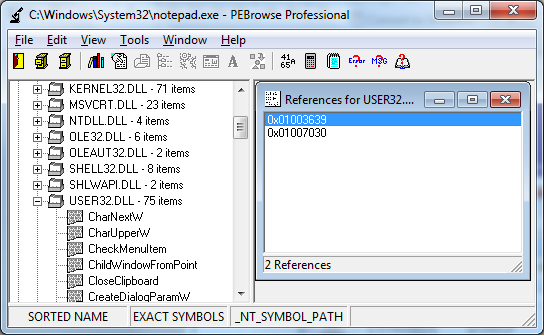 C:\Windows\System32\notepad.exe - PEBrowse Professional
File Edit View Tools Window Help
41
65A
Error
MSG
KERNEL32.DLL - 71 items
MSVCRT.DLL - 23 items
NTDLL.DLL - 4 items
OLE32.DLL - 6 items
OLEAUT32.DLL - 2 items
SHELL32.DLL - 8 items
SHLWAPI.DLL - 2 items
USER32.DLL - 75 items
CharNextW
CharUpperW
CheckMenuItem
ChildWindowFromPoint
CloseClipboard
CreateDialogParamW
References for USER32....
0x01003639
0x01007030
2 References
SORTED NAME EXACT SYMBOLS _NT_SYMBOL_PATH